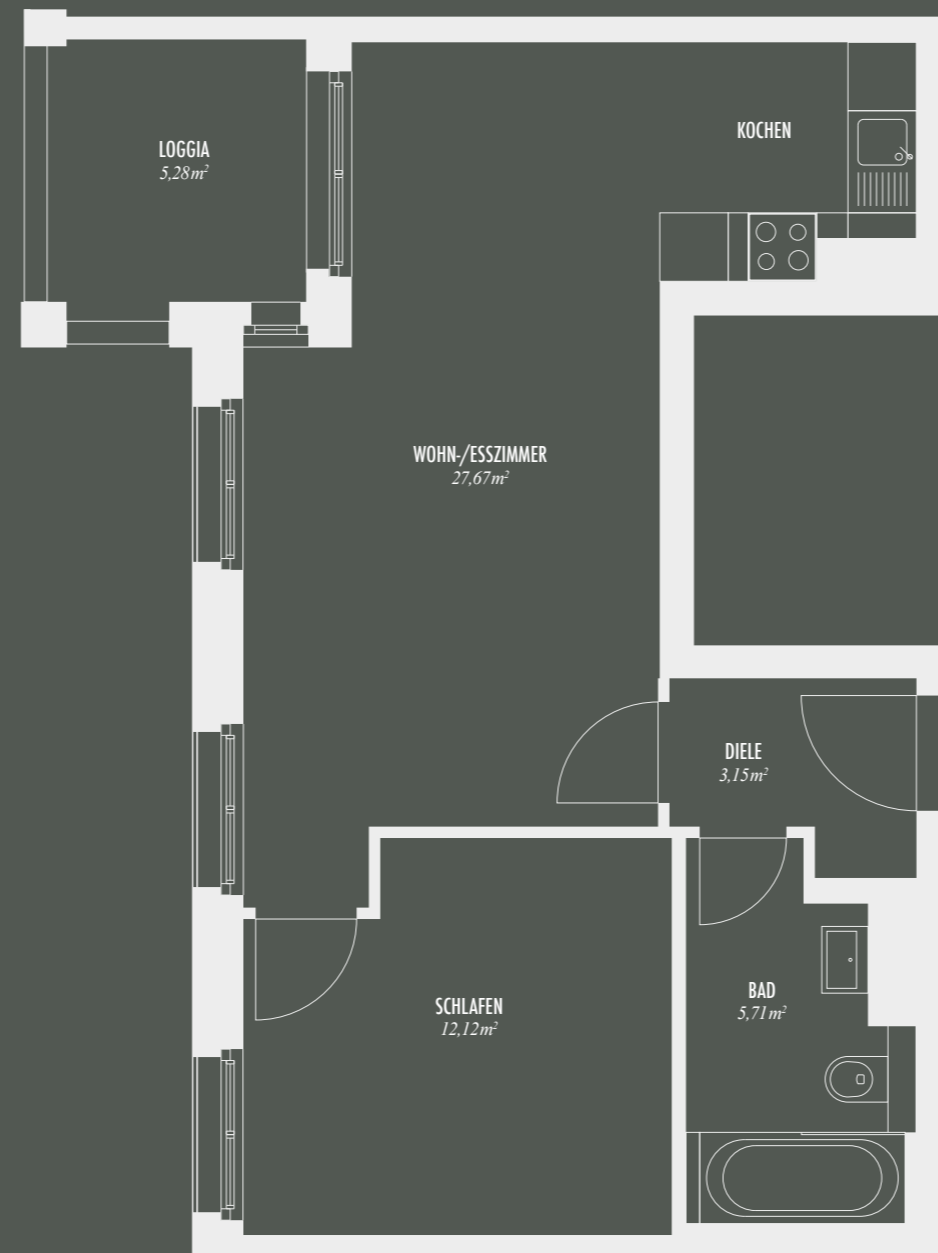 KOCHEN
LOGGIA
5,28m²
WOHN-/ESSZIMMER
27,67m²
DIELE
3,15m²
SCHLAFEN
12,12m²
BAD
5,71m²